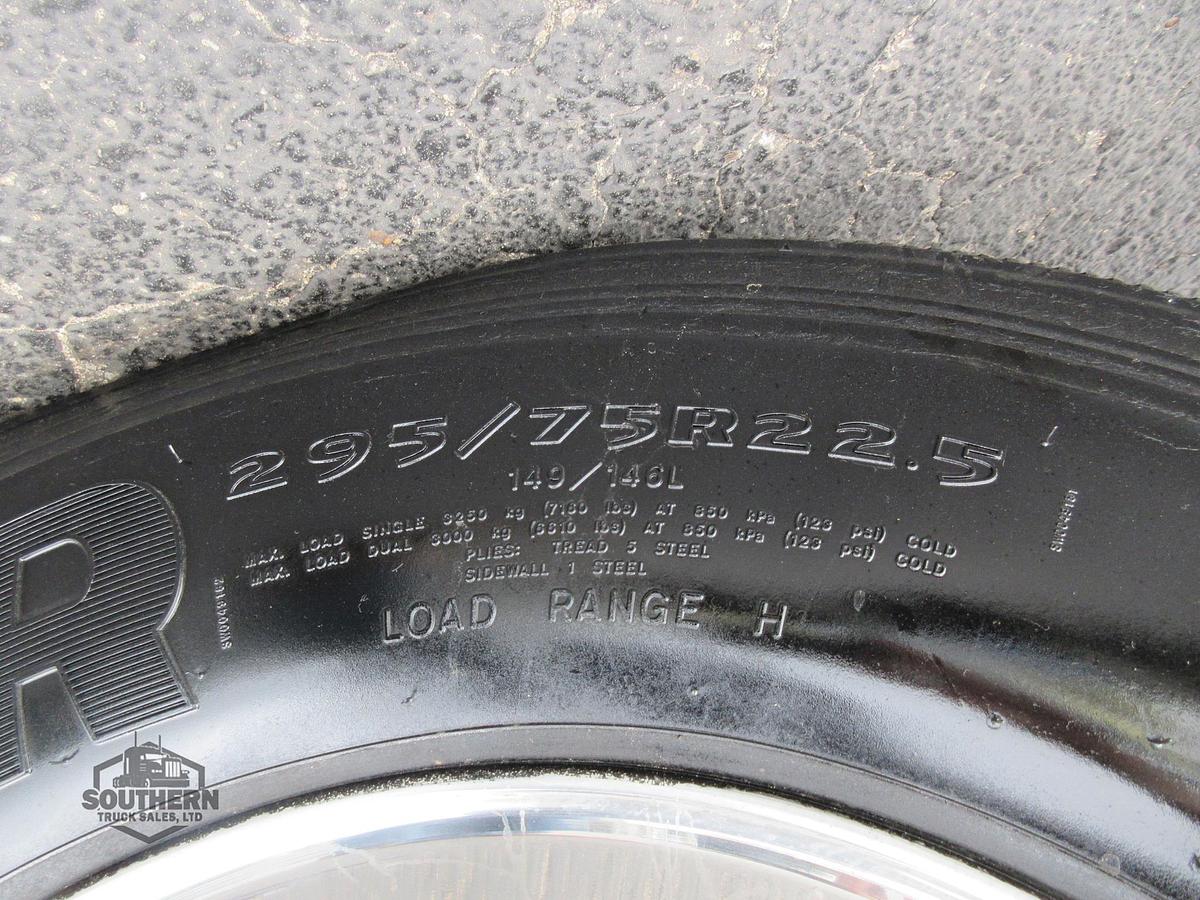 295/75R22.5
149/146L
MAX. LOAD SINGLE 3250 kg (7160 lbs) AT 850 kPa (123 psi) COLD
MAX. LOAD DUAL 3000 kg (6610 lbs) AT 850 kPa (123 psi) COLD
PLIES: TREAD 5 STEEL
SIDEWALL 1 STEEL
LOAD RANGE H
R
SOUTHERN
TRUCK SALES, LTD